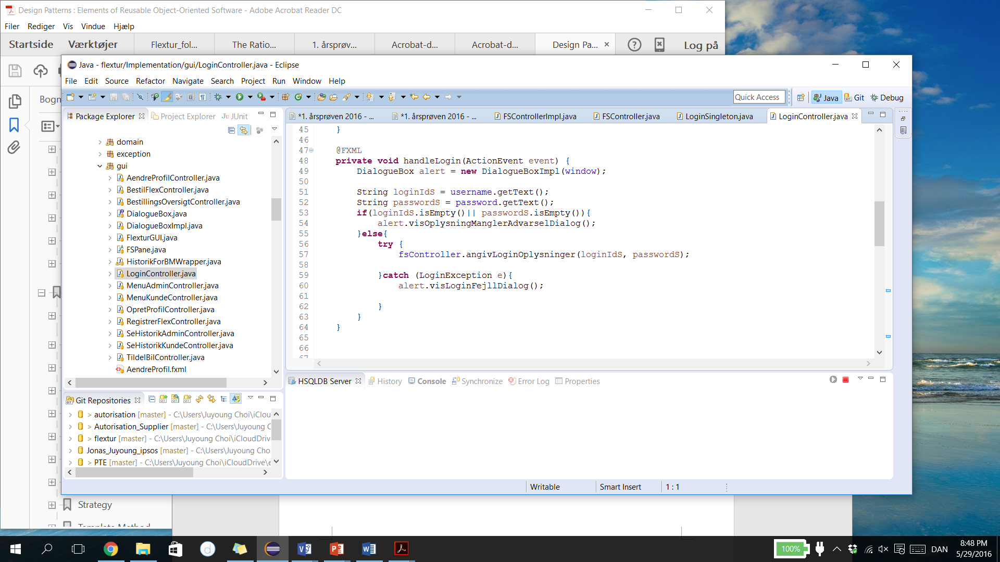 Design Patterns : Elements of Reusable Object-Oriented Software - Adobe Acrobat Reader DC
Filer Rediger Vis Vindue Hjælp
Startside Værktøjer Flextur_fol... The Ratio... 1. årsprøv... Acrobat-d... Acrobat-d... Design Pa... Log på
Bogn
Java - flextur/Implementation/gui/LoginController.java - Eclipse
File Edit Source Refactor Navigate Search Project Run Window Help
Quick Access Java Git Debug
Package Explorer Project Explorer JUnit
domain
exception
gui
AendreProfilController.java
BestilFlexController.java
BestillingsOversigtController.java
DialogueBox.java
DialogueBoxImpl.java
FlexturGUI.java
FSPane.java
HistorikForBMWrapper.java
LoginController.java
MenuAdminController.java
MenuKundeController.java
OpretProfilController.java
RegistrerFlexController.java
SeHistorikAdminController.java
SeHistorikKundeController.java
TildelBilController.java
AendreProfil.fxml
*1. årsprøven 2016 - ... *1. årsprøven 2016 - ... FSControllerImpl.java FSController.java LoginSingleton.java LoginController.java
45 }
46
47 @FXML
48 private void handleLogin(ActionEvent event) {
49 DialogueBox alert = new DialogueBoxImpl(window);
50
51 String loginIdS = username.getText();
52 String passwordS = password.getText();
53 if(loginIdS.isEmpty()|| passwordS.isEmpty()){
54 alert.visOplysningManglerAdvarselDialog();
55 }else{
56 try {
57 fsController.angivLoginOplysninger(loginIdS, passwordS);
58
59 }catch (LoginException e){
60 alert.visLoginFejllDialog();
61
62 }
63 }
64 }
65
66
67
Git Repositories
> autorisation [master] - C:\Users\Juyoung Choi\iClou
> Autorisation_Supplier [master] - C:\Users\Juyoung C
> flextur [master] - C:\Users\Juyoung Choi\iCloudDriv
Jonas_Juyoung_ipsos [master] - C:\Users\Juyoung Cho
> PTE [master] - C:\Users\Juyoung Choi\iCloudDrive\e
HSQLDB Server History Console Synchronize Error Log Properties
Writable Smart Insert 1 : 1
Strategy
Template Method
100% DAN 8:48 PM
5/29/2016